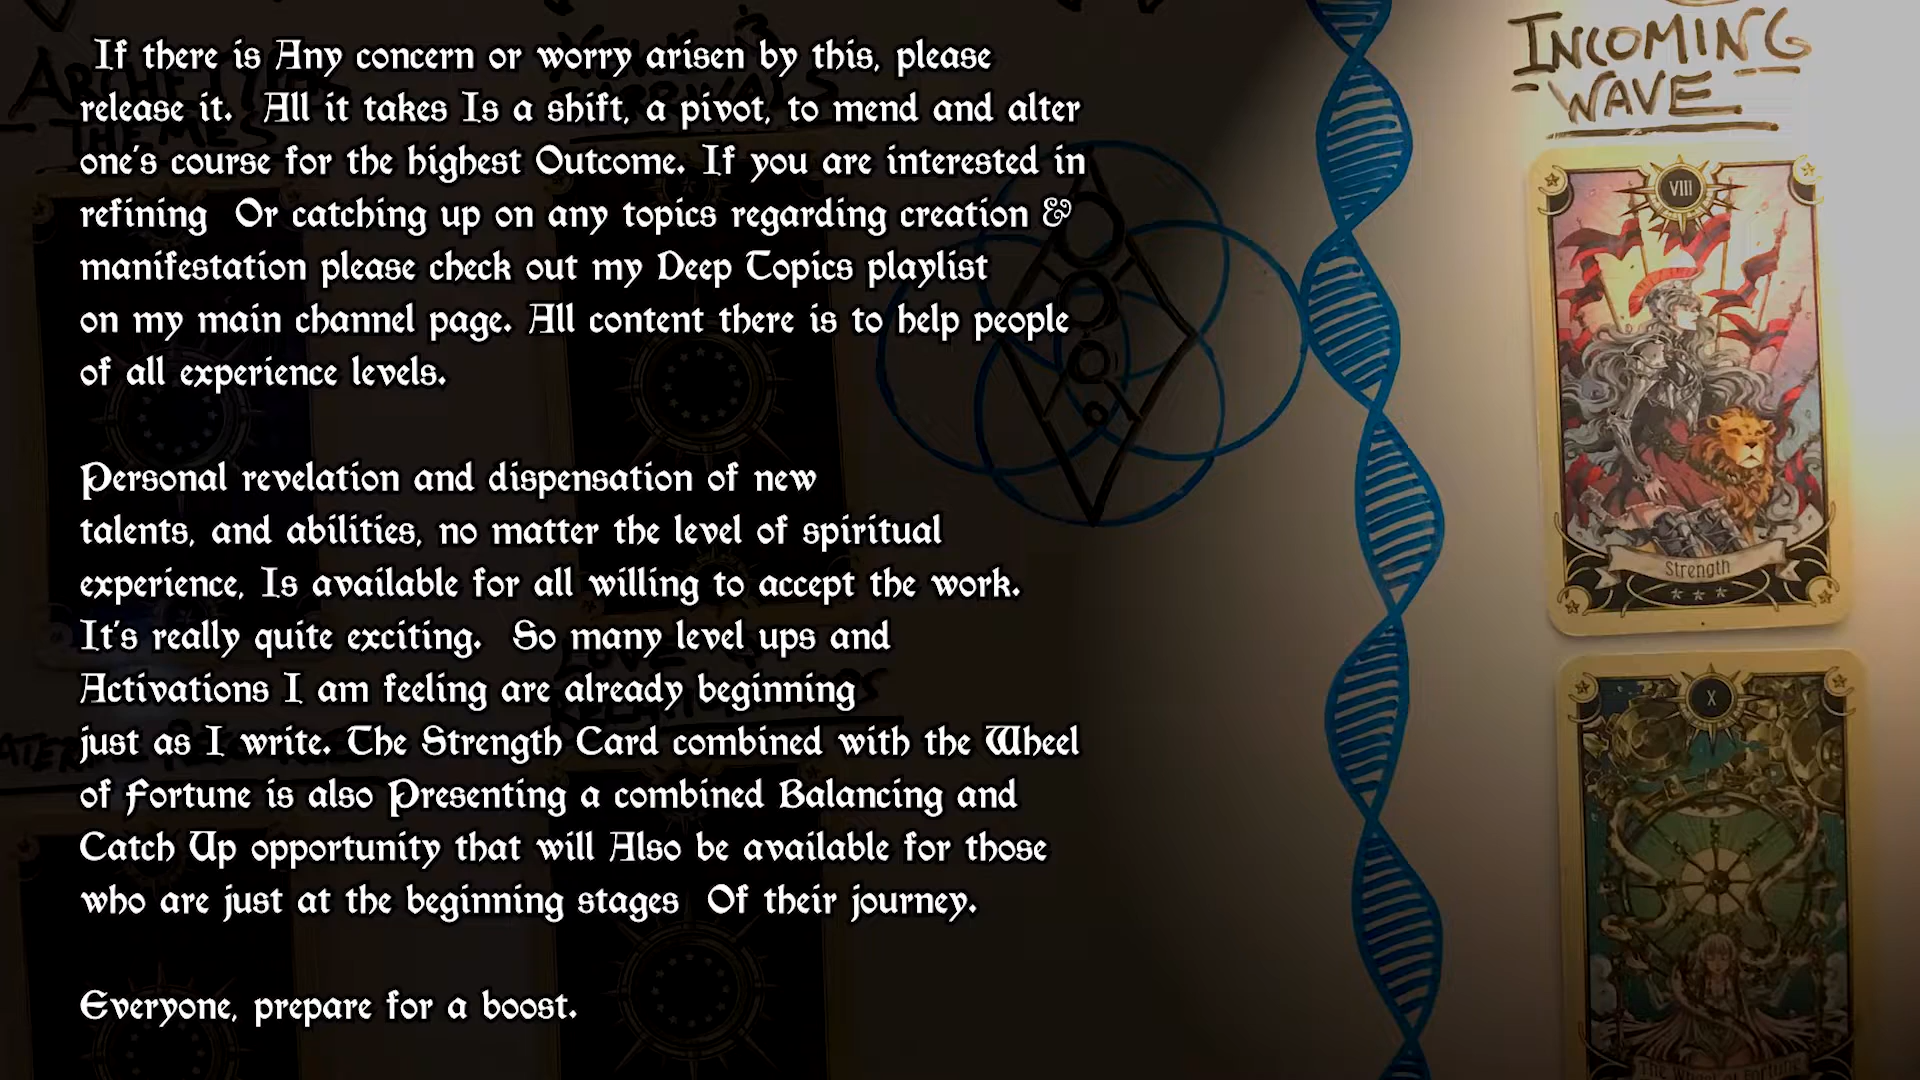 If there is Any concern or worry arisen by this, please
release it.  All it takes Is a shift, a pivot, to mend and alter
one's course for the highest Outcome. If you are interested in
refining  Or catching up on any topics regarding creation &
manifestation please check out my Deep Topics playlist
on my main channel page. All content there is to help people
of all experience levels.
Personal revelation and dispensation of new
talents, and abilities, no matter the level of spiritual
experience, Is available for all willing to accept the work.
It's really quite exciting.  So many level ups and
Activations I am feeling are already beginning
just as I write. The Strength Card combined with the Wheel
of Fortune is also Presenting a combined Balancing and
Catch Up opportunity that will Also be available for those
who are just at the beginning stages  Of their journey.
Everyone, prepare for a boost.
INCOMING
WAVE
VIII
Strength
X
The Wheel of Fortune
ARCHETYPES
THEMES